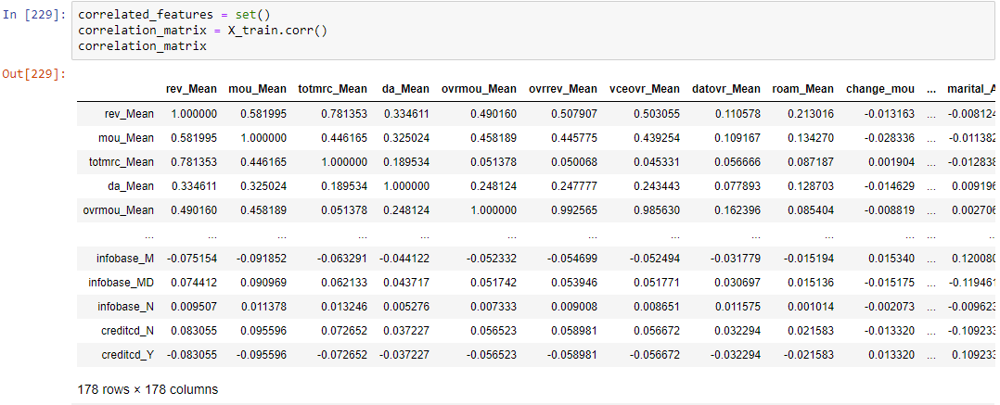 In [229]: correlated_features = set()
correlation_matrix = X_train.corr()
correlation_matrix
Out[229]:
rev_Mean mou_Mean totmrc_Mean da_Mean ovrmou_Mean ovrrev_Mean vceovr_Mean datovr_Mean roam_Mean change_mou ... marital_A
rev_Mean 1.000000 0.581995 0.781353 0.334611 0.490160 0.507907 0.503055 0.110578 0.213016 -0.013163 ... -0.008124
mou_Mean 0.581995 1.000000 0.446165 0.325024 0.458189 0.445775 0.439254 0.109167 0.134270 -0.028336 ... -0.011382
totmrc_Mean 0.781353 0.446165 1.000000 0.189534 0.051378 0.050068 0.045331 0.056666 0.087187 0.001904 ... -0.012838
da_Mean 0.334611 0.325024 0.189534 1.000000 0.248124 0.247777 0.243443 0.077893 0.128703 -0.014629 ... 0.009196
ovrmou_Mean 0.490160 0.458189 0.051378 0.248124 1.000000 0.992565 0.985630 0.162396 0.085404 -0.008819 ... 0.002706
... ... ... ... ... ... ... ... ... ... ... ... ...
infobase_M -0.075154 -0.091852 -0.063291 -0.044122 -0.052332 -0.054699 -0.052494 -0.031779 -0.015194 0.015340 ... 0.120080
infobase_MD 0.074412 0.090969 0.062133 0.043717 0.051742 0.053946 0.051771 0.030697 0.015136 -0.015175 ... -0.119461
infobase_N 0.009507 0.011378 0.013246 0.005276 0.007333 0.009008 0.008651 0.011575 0.001014 -0.002073 ... -0.009623
creditcd_N 0.083055 0.095596 0.072652 0.037227 0.056523 0.058981 0.056672 0.032294 0.021583 -0.013320 ... -0.109233
creditcd_Y -0.083055 -0.095596 -0.072652 -0.037227 -0.056523 -0.058981 -0.056672 -0.032294 -0.021583 0.013320 ... 0.109233
178 rows × 178 columns